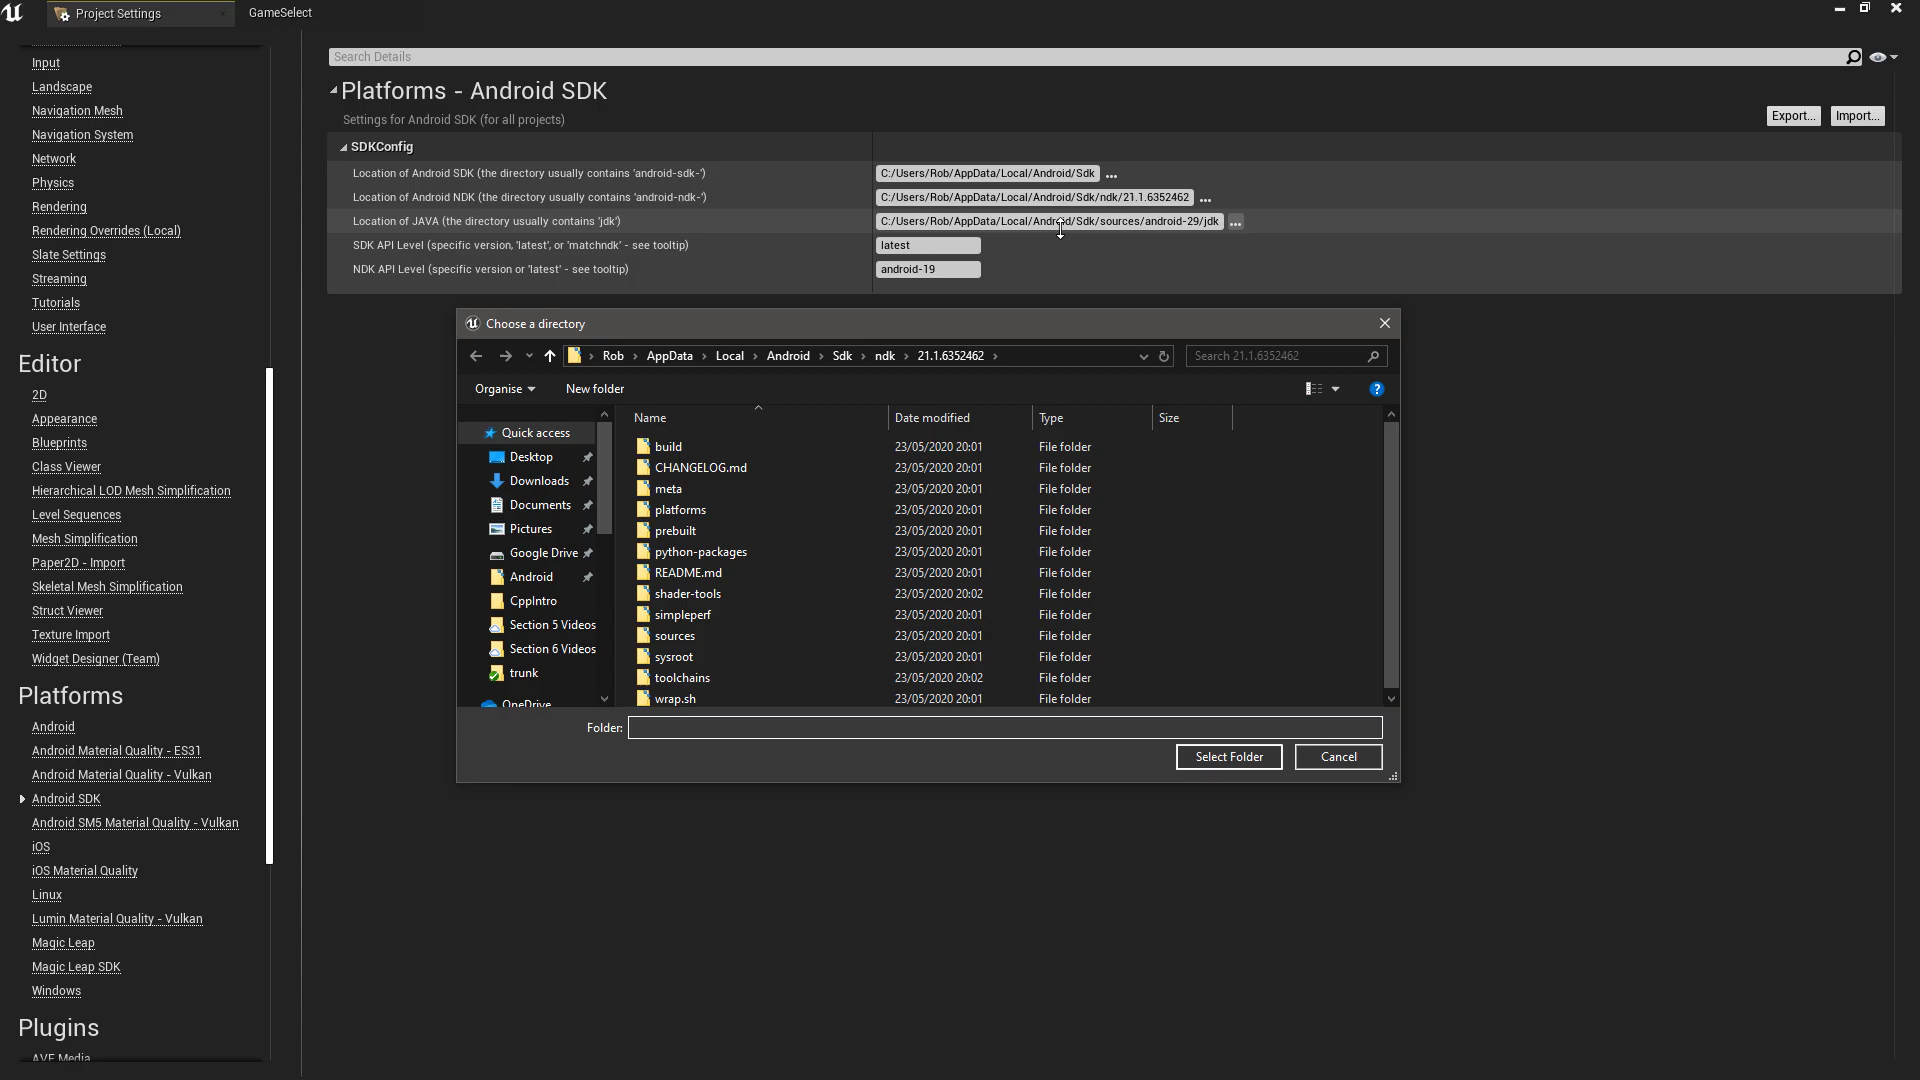 Project Settings
GameSelect
Input
Landscape
Navigation Mesh
Navigation System
Network
Physics
Rendering
Rendering Overrides (Local)
Slate Settings
Streaming
Tutorials
User Interface
Editor
2D
Appearance
Blueprints
Class Viewer
Hierarchical LOD Mesh Simplification
Level Sequences
Mesh Simplification
Paper2D - Import
Skeletal Mesh Simplification
Struct Viewer
Texture Import
Widget Designer (Team)
Platforms
Android
Android Material Quality - ES31
Android Material Quality - Vulkan
Android SDK
Android SM5 Material Quality - Vulkan
iOS
iOS Material Quality
Linux
Lumin Material Quality - Vulkan
Magic Leap
Magic Leap SDK
Windows
Plugins
AVF Media
Search Details
Platforms - Android SDK
Settings for Android SDK (for all projects)
Export...
Import...
SDKConfig
Location of Android SDK (the directory usually contains 'android-sdk-') C:/Users/Rob/AppData/Local/Android/Sdk ...
Location of Android NDK (the directory usually contains 'android-ndk-') C:/Users/Rob/AppData/Local/Android/Sdk/ndk/21.1.6352462 ...
Location of JAVA (the directory usually contains 'jdk') C:/Users/Rob/AppData/Local/Android/Sdk/sources/android-29/jdk ...
SDK API Level (specific version, 'latest', or 'matchndk' - see tooltip) latest
NDK API Level (specific version or 'latest' - see tooltip) android-19
Choose a directory
Rob > AppData > Local > Android > Sdk > ndk > 21.1.6352462 >
Search 21.1.6352462
Organise
New folder
Quick access
Desktop
Downloads
Documents
Pictures
Google Drive
Android
CppIntro
Section 5 Videos
Section 6 Videos
trunk
OneDrive
Name Date modified Type Size
build 23/05/2020 20:01 File folder
CHANGELOG.md 23/05/2020 20:01 File folder
meta 23/05/2020 20:01 File folder
platforms 23/05/2020 20:01 File folder
prebuilt 23/05/2020 20:01 File folder
python-packages 23/05/2020 20:01 File folder
README.md 23/05/2020 20:01 File folder
shader-tools 23/05/2020 20:02 File folder
simpleperf 23/05/2020 20:01 File folder
sources 23/05/2020 20:01 File folder
sysroot 23/05/2020 20:01 File folder
toolchains 23/05/2020 20:02 File folder
wrap.sh 23/05/2020 20:01 File folder
Folder:
Select Folder
Cancel